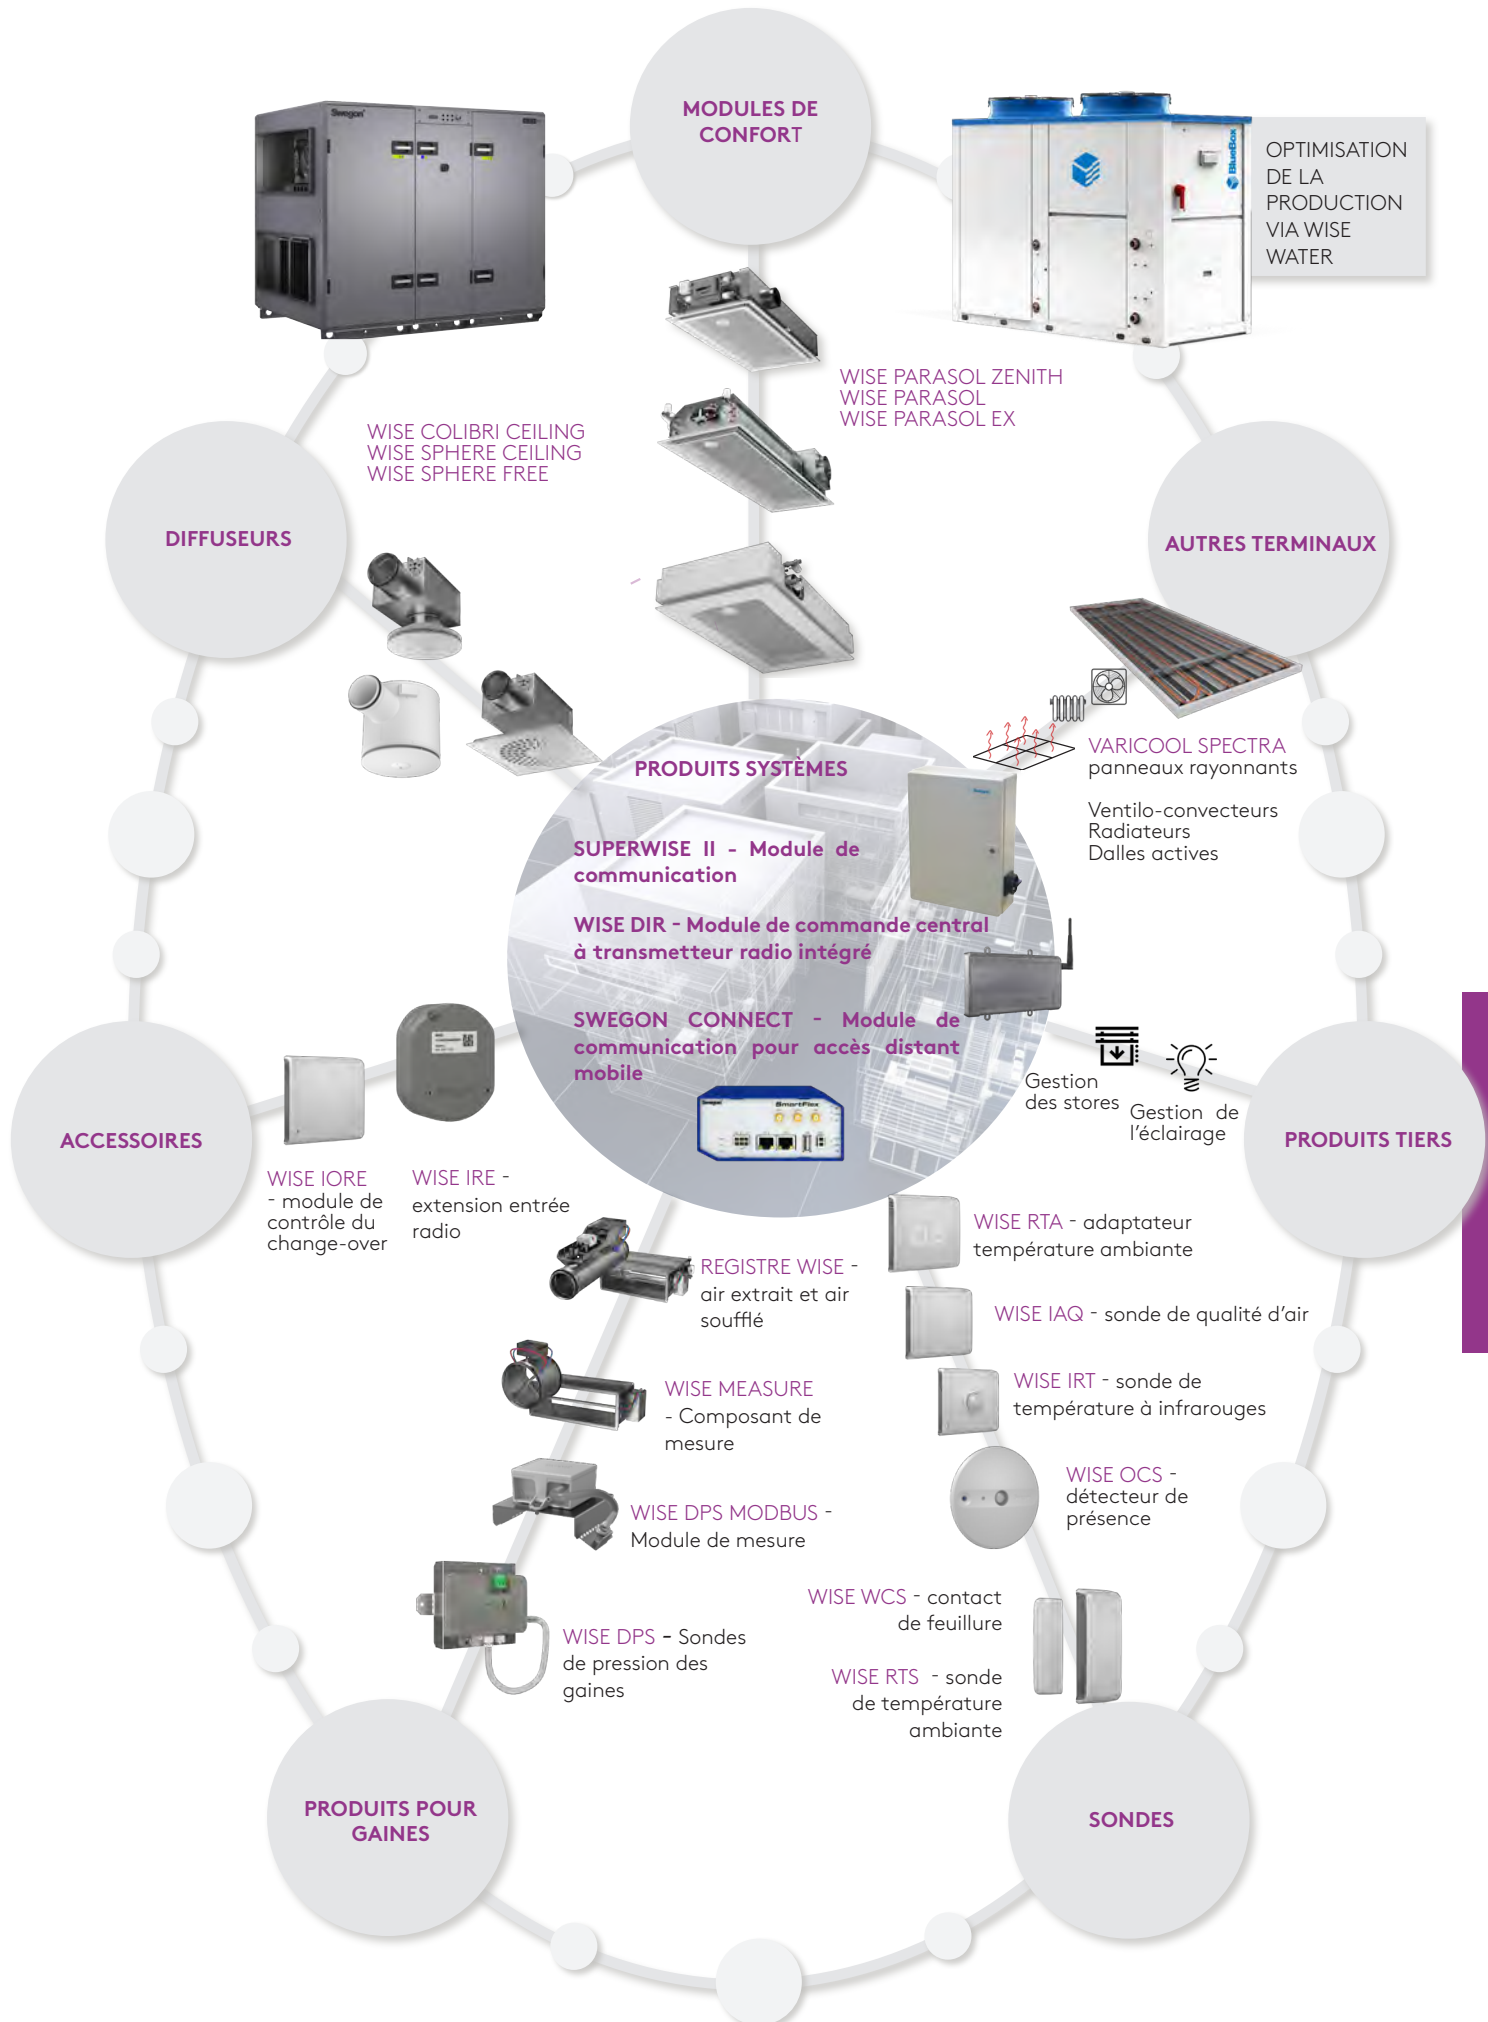 MODULES DE
CONFORT
Swegon
BlueBox
OPTIMISATION
DE LA
PRODUCTION
VIA WISE
WATER
WISE PARASOL ZENITH
WISE PARASOL
WISE PARASOL EX
WISE COLIBRI CEILING
WISE SPHERE CEILING
WISE SPHERE FREE
DIFFUSEURS
AUTRES TERMINAUX
VARICOOL SPECTRA
panneaux rayonnants
Ventilo-convecteurs
Radiateurs
Dalles actives
PRODUITS SYSTÈMES
SUPERWISE II - Module de
communication
WISE DIR - Module de commande central
à transmetteur radio intégré
SWEGON CONNECT - Module de
communication pour accès distant
mobile
SmartFlex
Gestion
des stores
Gestion de
l'éclairage
ACCESSOIRES
PRODUITS TIERS
WISE IORE
- module de
contrôle du
change-over
WISE IRE -
extension entrée
radio
REGISTRE WISE -
air extrait et air
soufflé
WISE MEASURE
- Composant de
mesure
WISE DPS MODBUS -
Module de mesure
WISE DPS - Sondes
de pression des
gaines
WISE RTA - adaptateur
température ambiante
WISE IAQ - sonde de qualité d'air
WISE IRT - sonde de
température à infrarouges
WISE OCS -
détecteur de
présence
WISE WCS - contact
de feuillure
WISE RTS - sonde
de température
ambiante
PRODUITS POUR
GAINES
SONDES